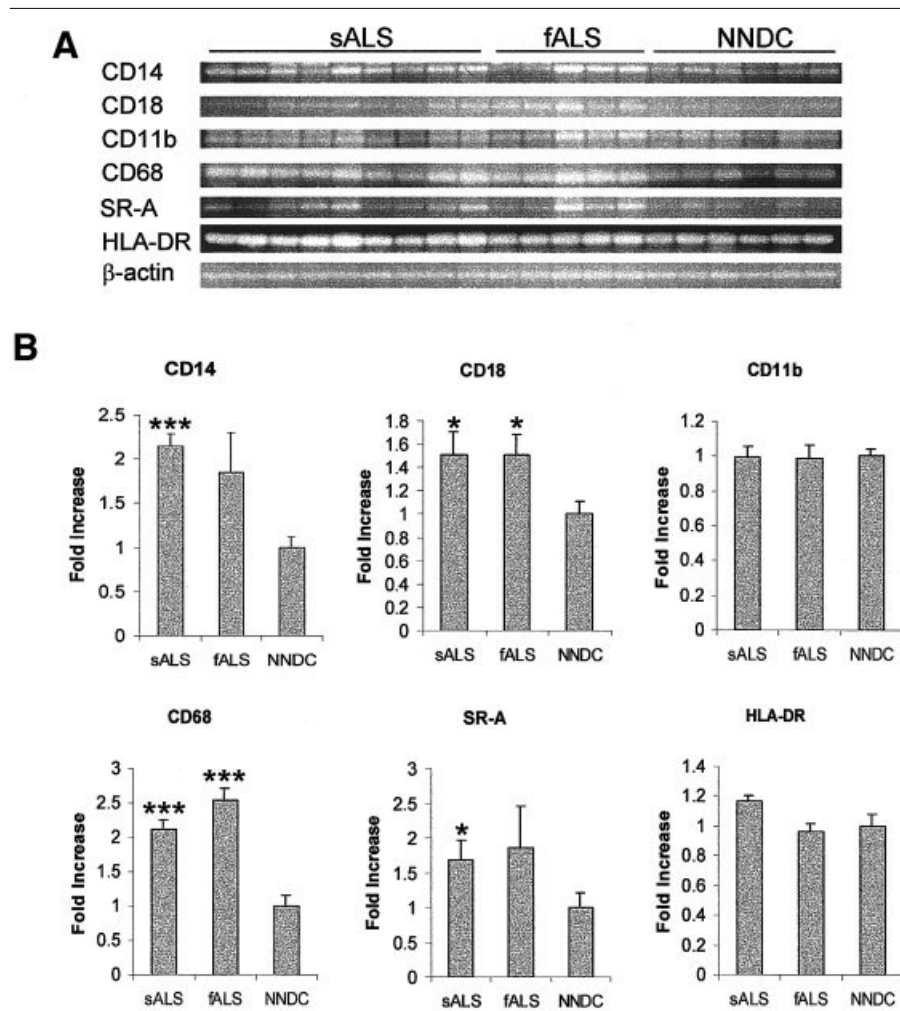 A
sALS fALS NNDC
CD14
CD18
CD11b
CD68
SR-A
HLA-DR
β-actin
B
CD14
Fold Increase
2.5
2
1.5
1
0.5
0
***
sALS fALS NNDC
CD18
Fold Increase
1.8
1.6
1.4
1.2
1
0.8
0.6
0.4
0.2
0
* *
sALS fALS NNDC
CD11b
Fold Increase
1.2
1
0.8
0.6
0.4
0.2
0
sALS fALS NNDC
CD68
Fold Increase
3
2.5
2
1.5
1
0.5
0
*** ***
sALS fALS NNDC
SR-A
Fold Increase
3
2.5
2
1.5
1
0.5
0
*
sALS fALS NNDC
HLA-DR
Fold Increase
1.4
1.2
1
0.8
0.6
0.4
0.2
0
sALS fALS NNDC